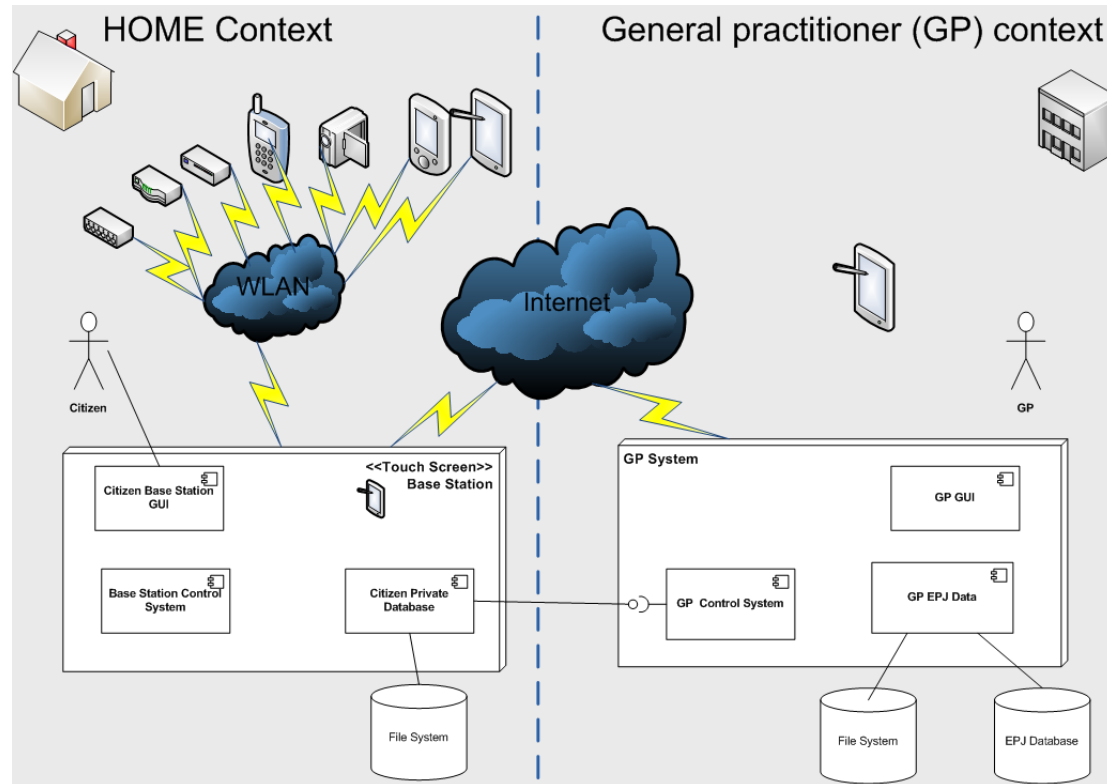 HOME Context
General practitioner (GP) context
WLAN
Internet
Citizen
GP
<<Touch Screen>>
Base Station
Citizen Base Station
GUI
Base Station Control
System
Citizen Private
Database
File System
GP System
GP GUI
GP  Control System
GP EPJ Data
File System
EPJ Database